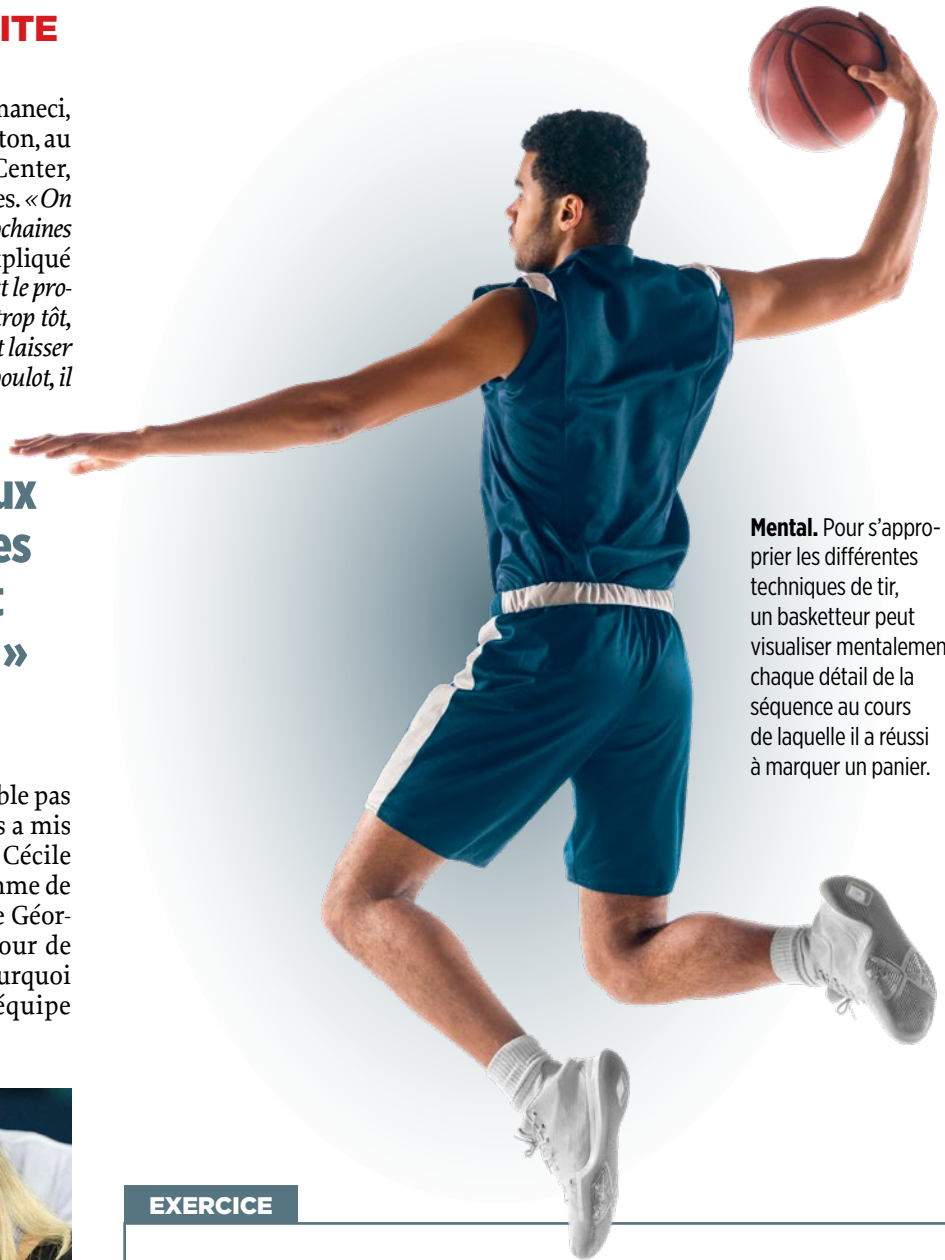 ITE
maneci,
ton, au
Center,
es. «On
chaines
pliqué
t le pro-
trop tôt,
t laisser
boulot, il
ux
es
t
»
ble pas
s a mis
Cécile
me de
e Géor-
our de
urquoi
équipe
Mental. Pour s’appro-
prier les différentes
techniques de tir,
un basketteur peut
visualiser mentalemen
chaque détail de la
séquence au cours
de laquelle il a réussi
à marquer un panier.
EXERCICE